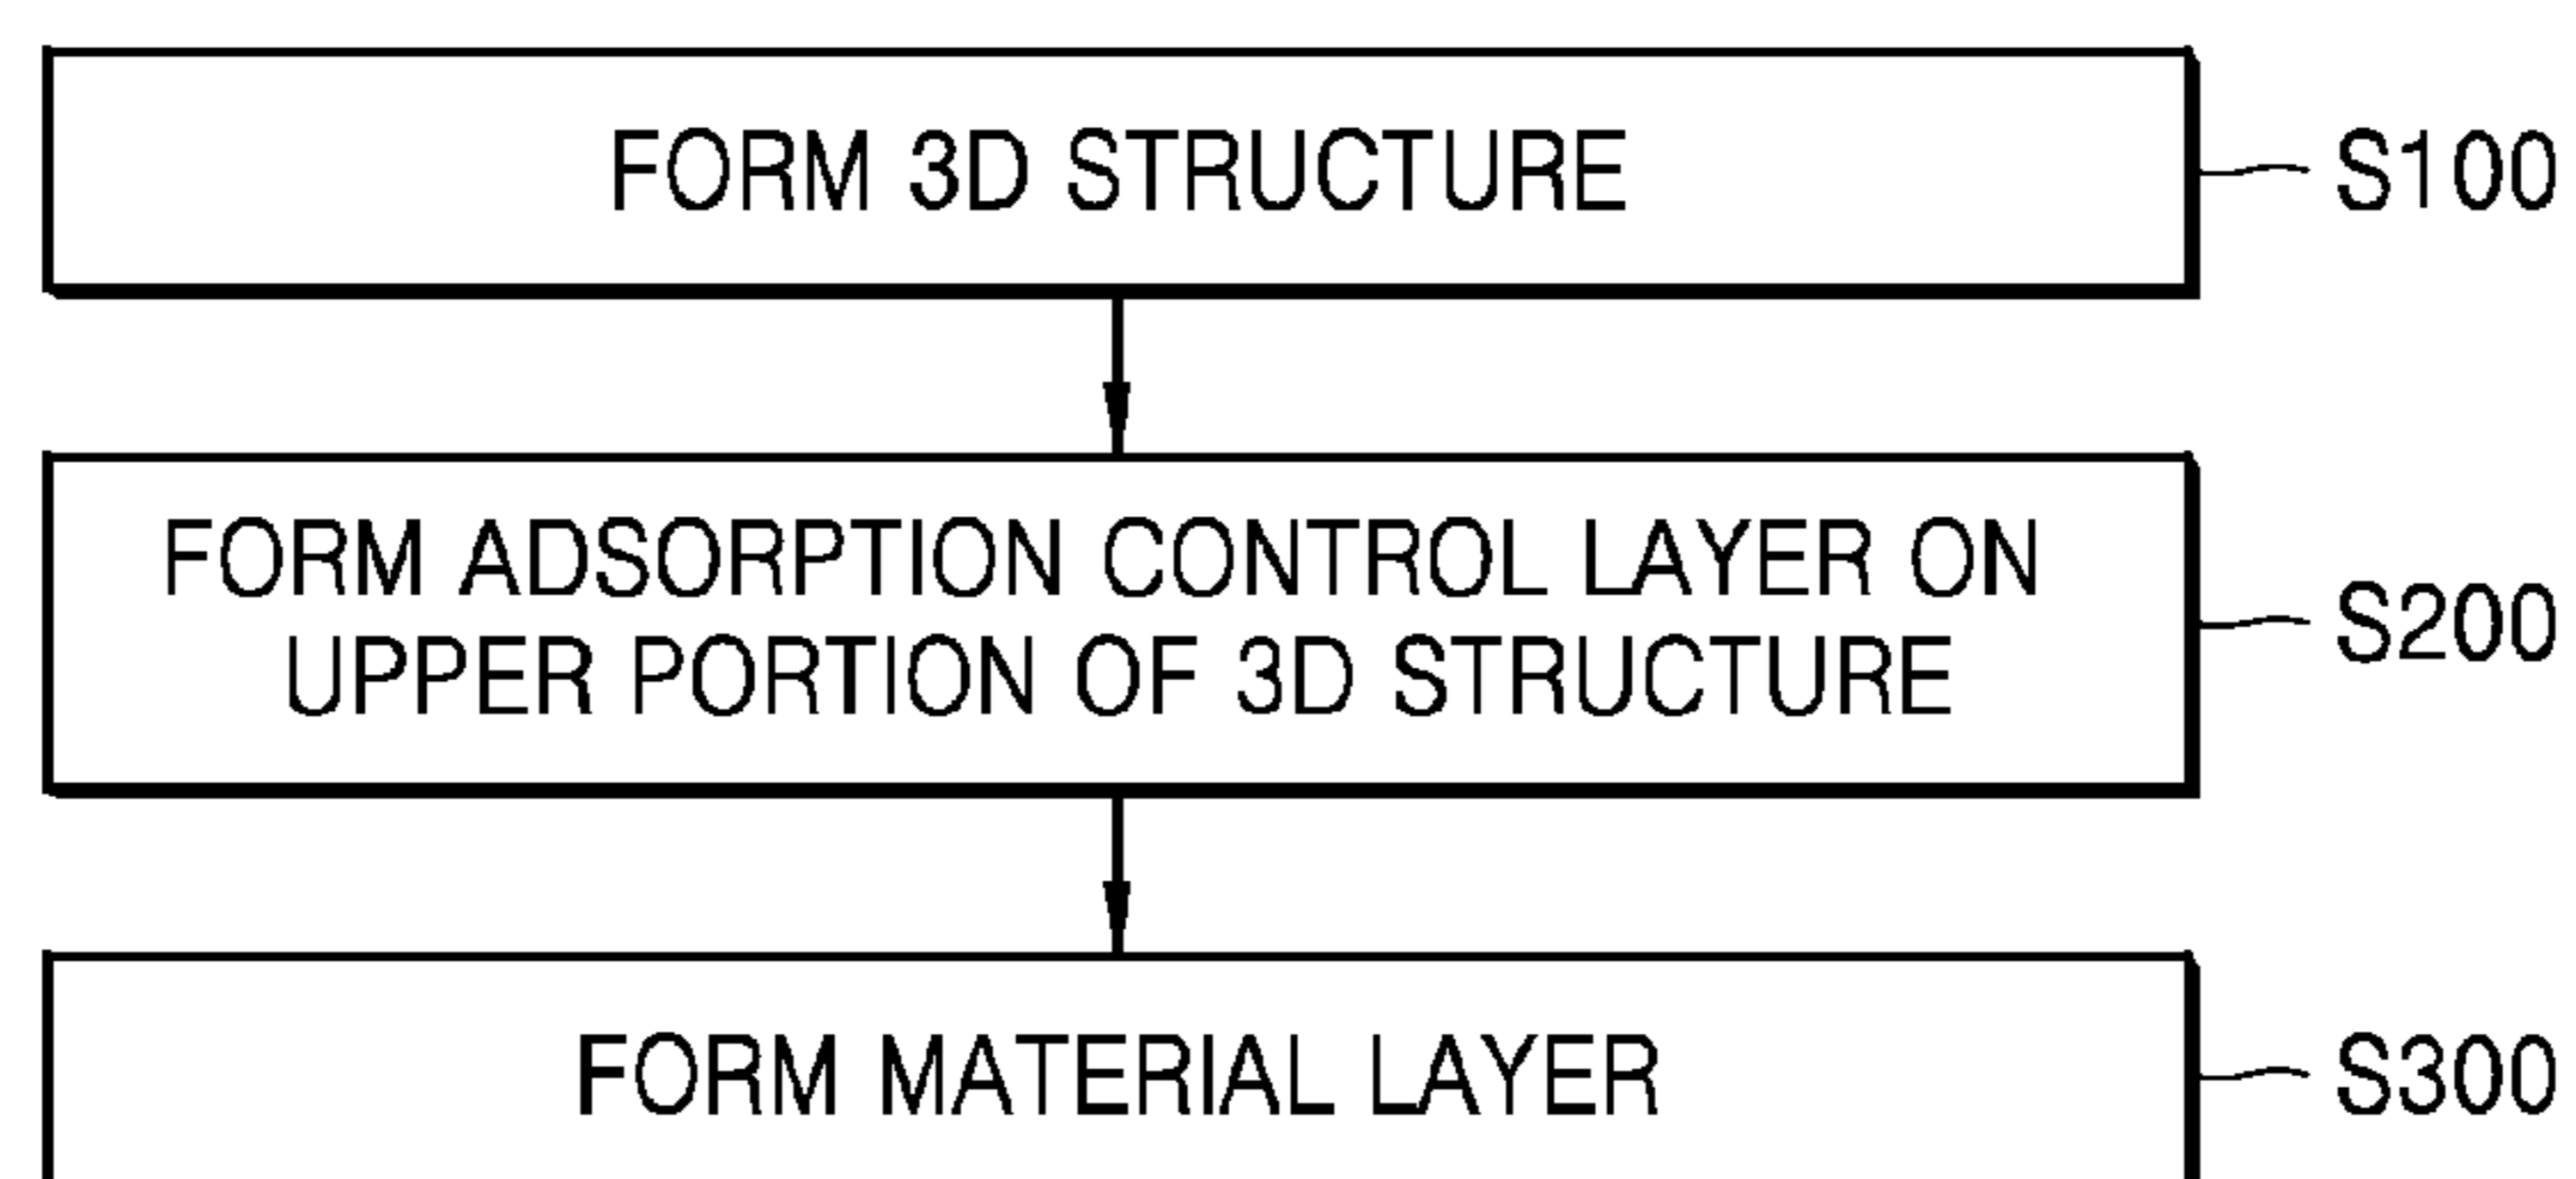 FORM 3D STRUCTURE
S100
FORM ADSORPTION CONTROL LAYER ON
UPPER PORTION OF 3D STRUCTURE
S200
FORM MATERIAL LAYER
S300